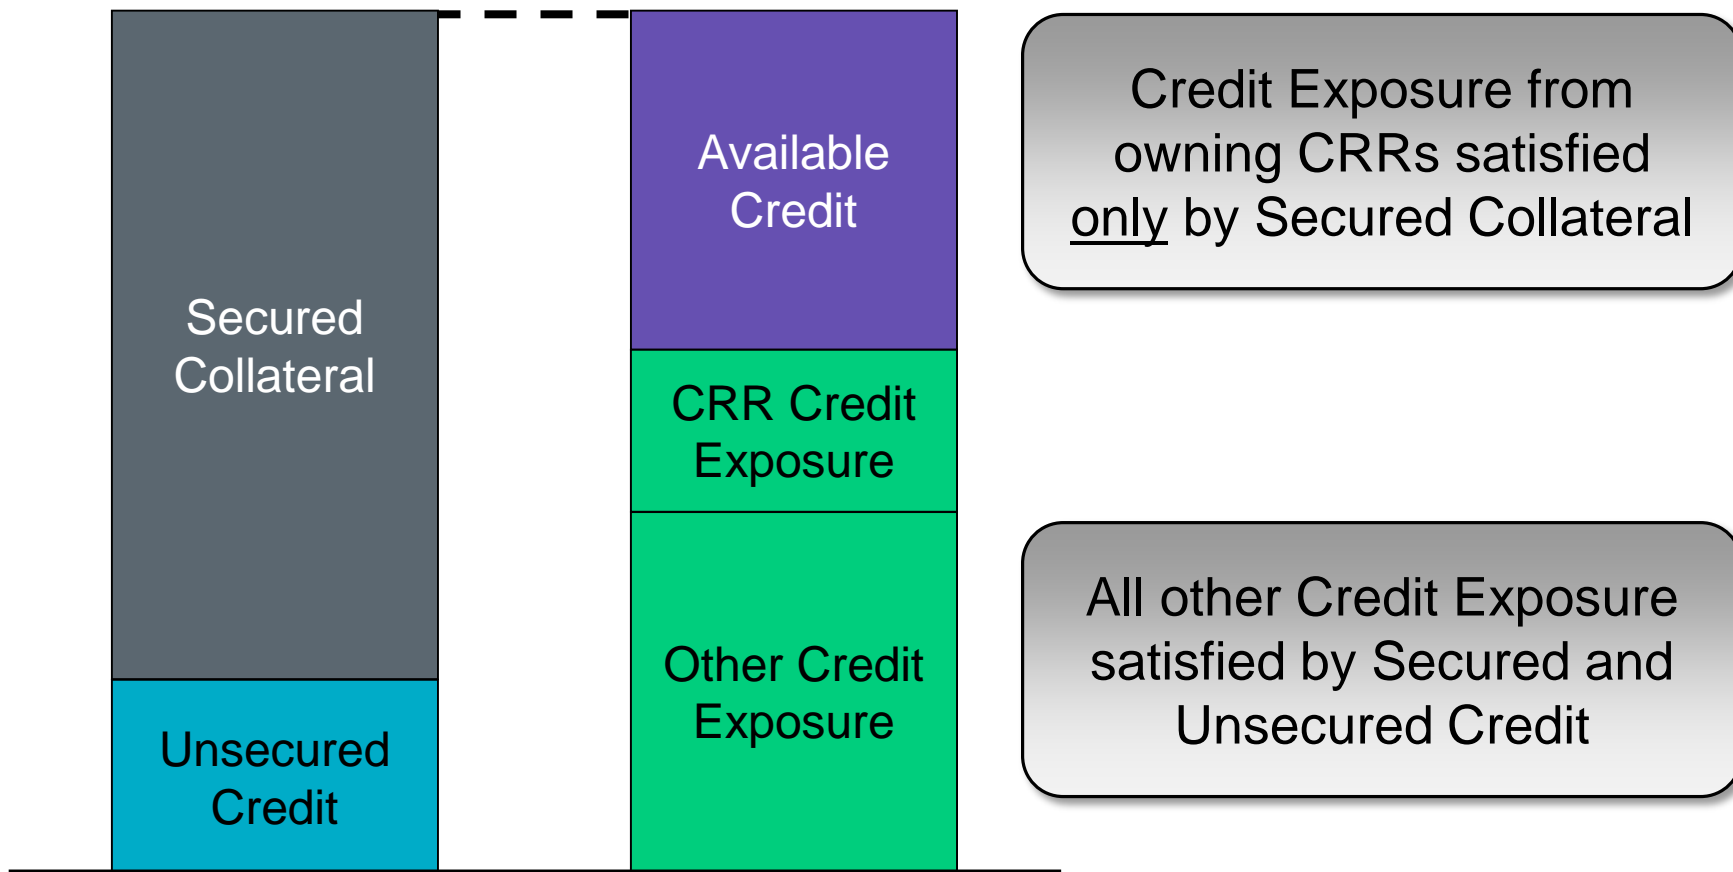 Secured
Collateral
Unsecured
Credit
Available
Credit
CRR Credit
Exposure
Other Credit
Exposure
Credit Exposure from
owning CRRs satisfied
only by Secured Collateral
All other Credit Exposure
satisfied by Secured and
Unsecured Credit